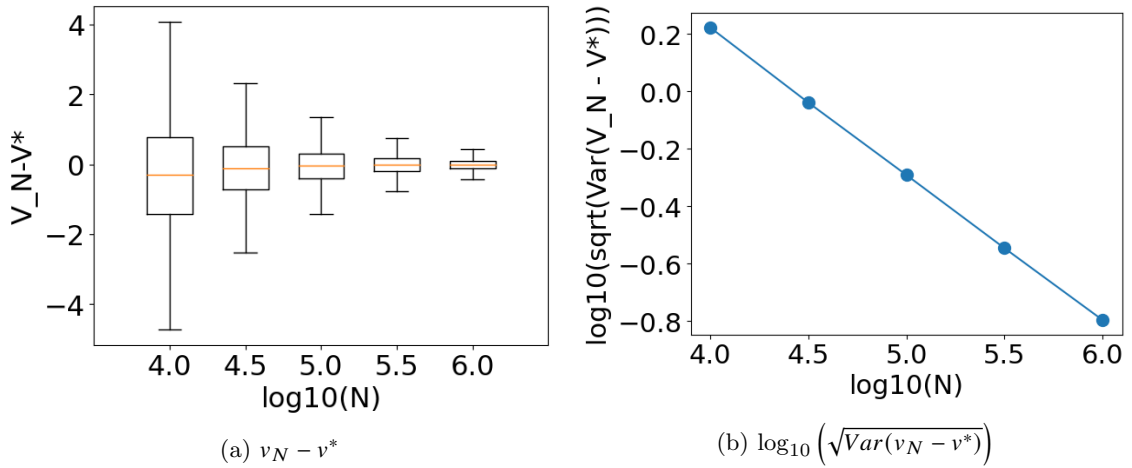 4
2
0
−2
−4
V_N-V*
4.0 4.5 5.0 5.5 6.0
log10(N)
(a) v_N − v*
0.2
0.0
−0.2
−0.4
−0.6
−0.8
log10(sqrt(Var(V_N - V*)))
4.0 4.5 5.0 5.5 6.0
log10(N)
(b) log₁₀ (√Var(v_N − v*))